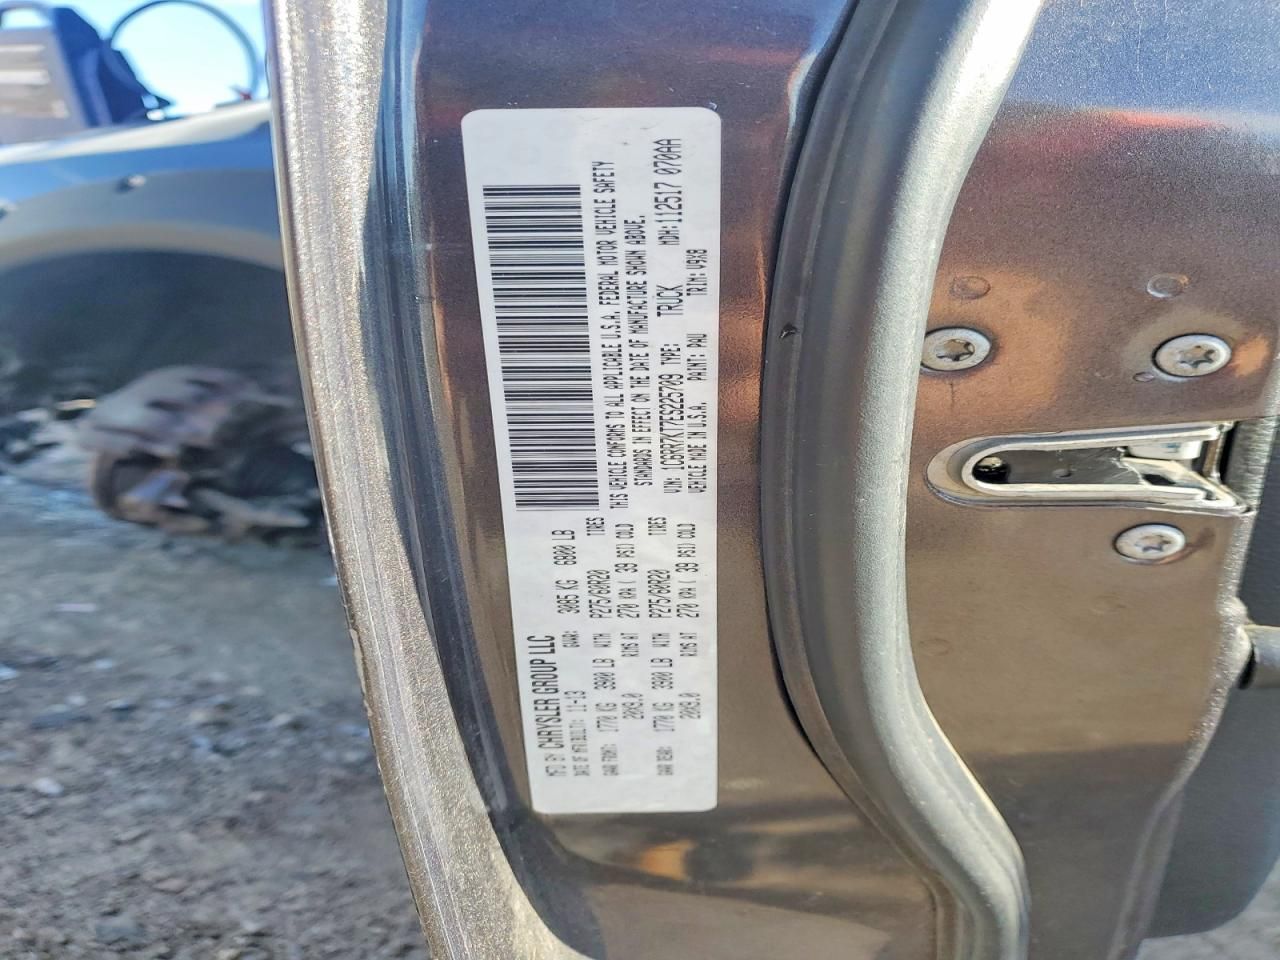 MFD BY CHRYSLER GROUP LLC
DATE OF MFR/BUILT: 11-13 GVWR: 3085 KG 6800 LB
GAWR FRONT: 1770 KG 3900 LB WITH P275/60R20 TIRES
20X9.0 RIMS AT 270 KPA( 39 PSI) COLD
GAWR REAR: 1770 KG 3900 LB WITH P275/60R20 TIRES
20X9.0 RIMS AT 270 KPA( 39 PSI) COLD
THIS VEHICLE CONFORMS TO ALL APPLICABLE U.S.A. FEDERAL MOTOR VEHICLE SAFETY
STANDARDS IN EFFECT ON THE DATE OF MANUFACTURE SHOWN ABOVE.
VIN: 1C6RR7XT7ES225709 TYPE: TRUCK MDH:112517 070AA
VEHICLE MADE IN U.S.A. PAINT: PAU TRIM: V9X8